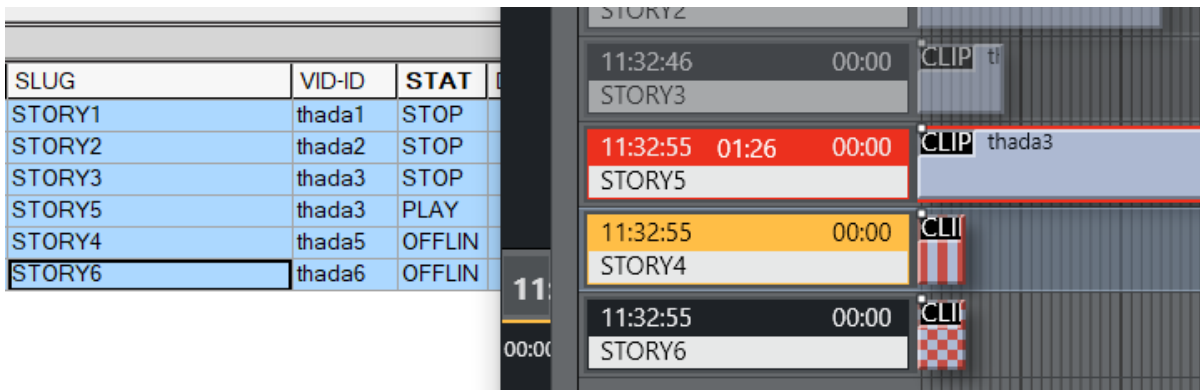 SLUG VID-ID STAT
STORY1 thada1 STOP
STORY2 thada2 STOP
STORY3 thada3 STOP
STORY5 thada3 PLAY
STORY4 thada5 OFFLIN
STORY6 thada6 OFFLIN
11:
00:00
STORY2
11:32:46 00:00 CLIP
STORY3
11:32:55 01:26 00:00 CLIP thada3
STORY5
11:32:55 00:00
STORY4
11:32:55 00:00
STORY6